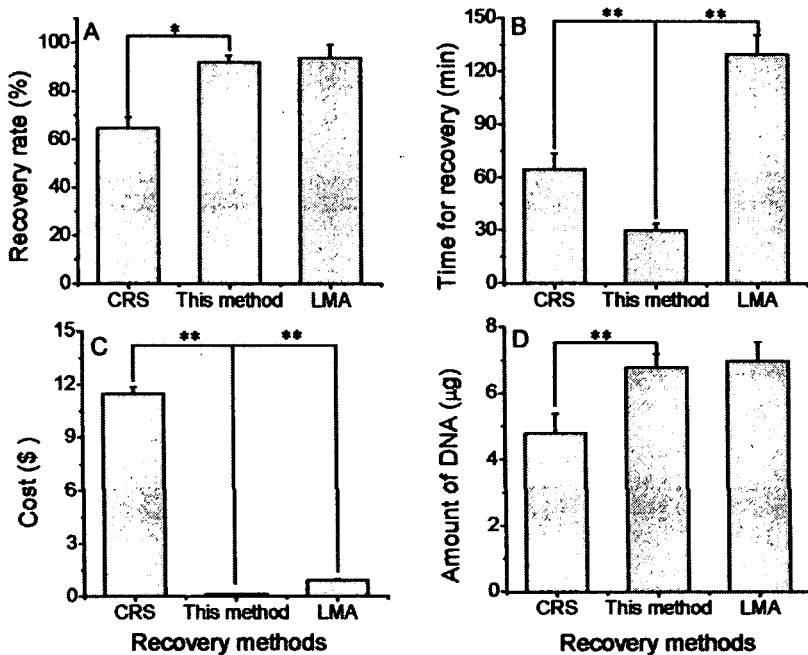 A
*
Recovery rate (%)
100
80
60
40
20
0
CRS This method LMA
B
** **
Time for recovery (min)
150
120
90
60
30
0
CRS This method LMA
C
** **
Cost ($)
15
12
9
6
3
0
CRS This method LMA
Recovery methods
D
**
Amount of DNA (µg)
8
6
4
2
0
CRS This method LMA
Recovery methods